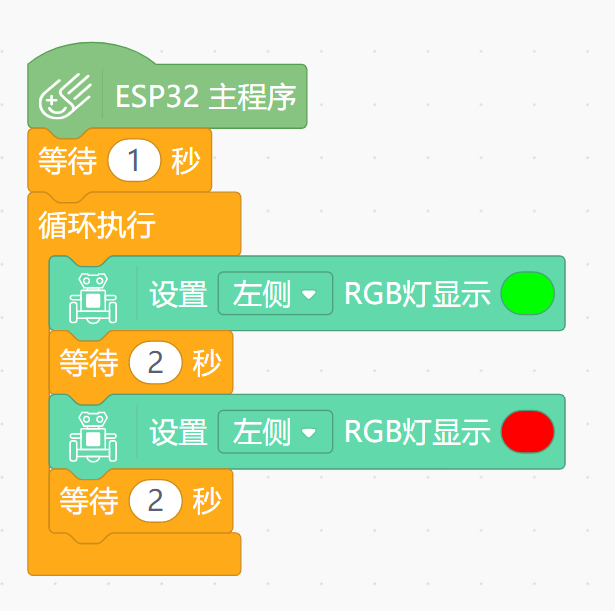 ESP32 主程序
等待 1 秒
循环执行
设置 左侧 RGB灯显示
等待 2 秒
设置 左侧 RGB灯显示
等待 2 秒